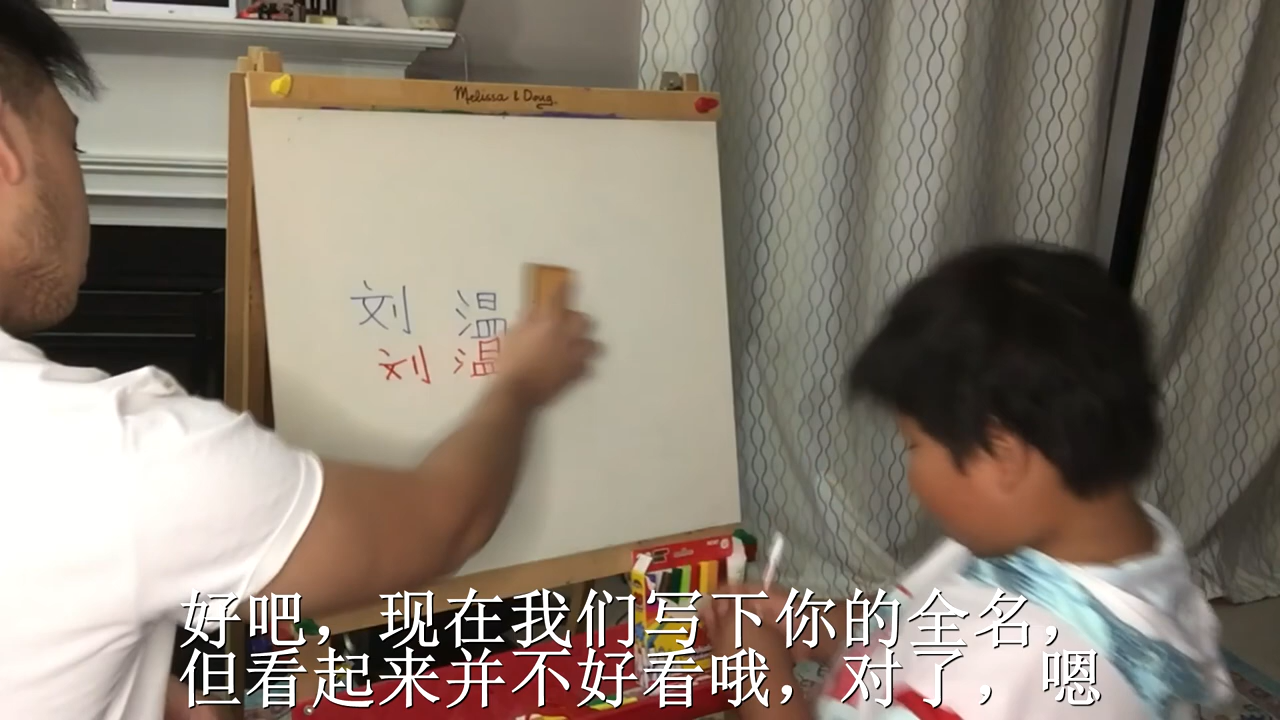 Melissa & Doug
刘 温
刘 温
好吧，现在我们写下你的全名，
但看起来并不好看哦，对了，嗯